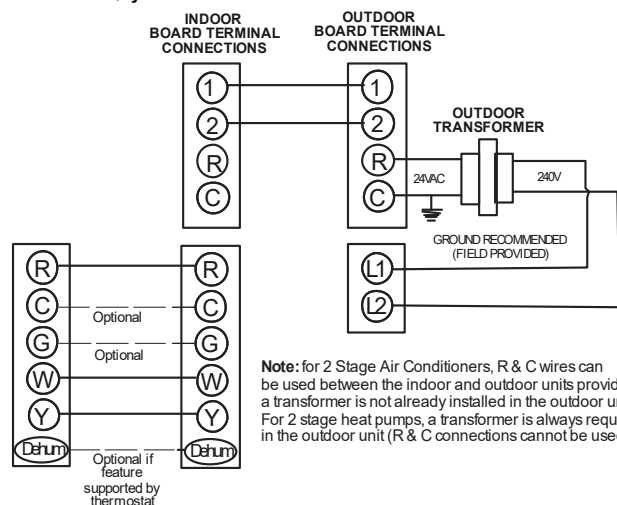 INDOOR
BOARD TERMINAL
CONNECTIONS
OUTDOOR
BOARD TERMINAL
CONNECTIONS
1
2
R
C
1
2
R
C
OUTDOOR
TRANSFORMER
24VAC
240V
GROUND RECOMMENDED
(FIELD PROVIDED)
L1
L2
R
C
G
W
Y
Dehum
Optional
Optional
Optional if
feature
supported by
thermostat
R
C
G
W
Y
Dehum
Note: for 2 Stage Air Conditioners, R & C wires can
be used between the indoor and outdoor units provid
a transformer is not already installed in the outdoor u
For 2 stage heat pumps, a transformer is always requ
in the outdoor unit (R & C connections cannot be use